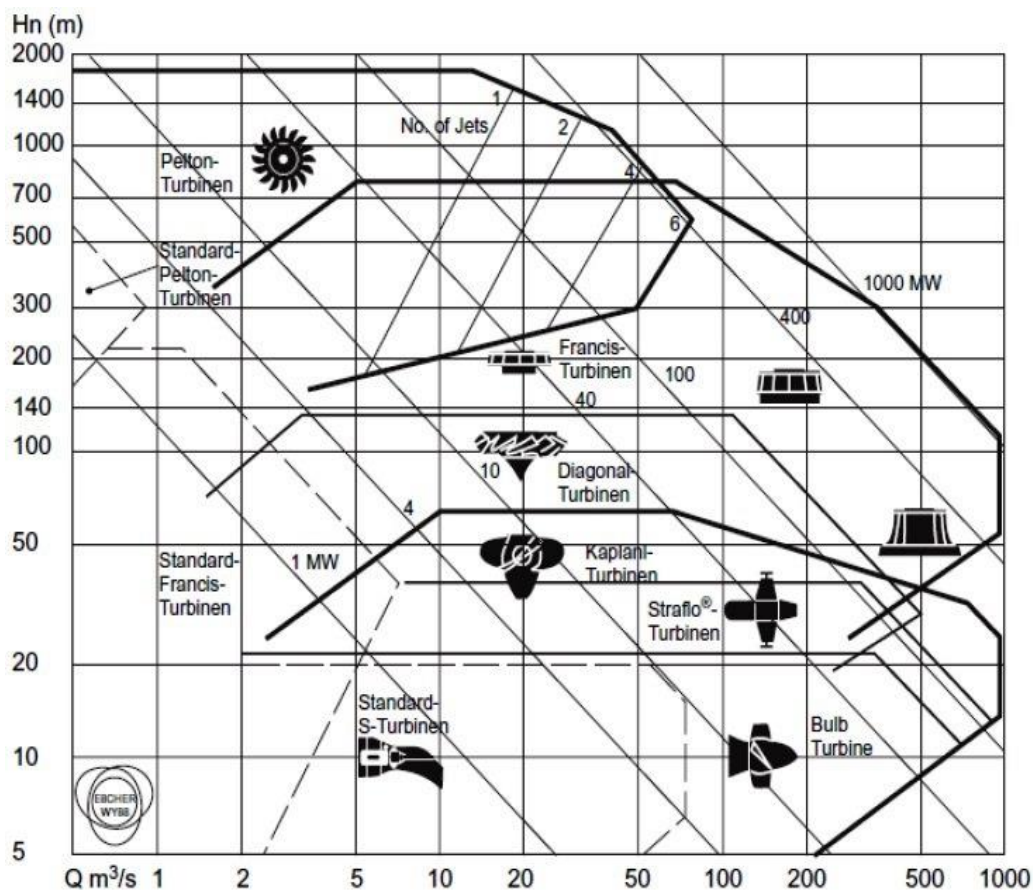 Hn (m)
2000
1400
1000
700
500
300
200
140
100
50
20
10
5
No. of Jets
1
2
4
6
Pelton-
Turbinen
Standard-
Pelton-
Turbinen
1000 MW
400
100
40
10
4
1 MW
Francis-
Turbinen
Diagonal-
Turbinen
Standard-
Francis-
Turbinen
Kaplani-
Turbinen
Straflo®-
Turbinen
Standard-
S-Turbinen
Bulb
Turbine
WYSS
Q m³/s 1 2 5 10 20 50 100 200 500 1000